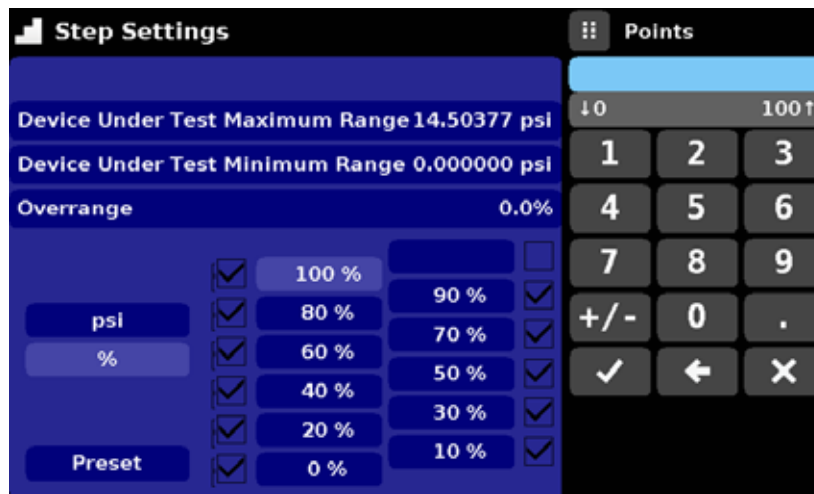 Step Settings
Points
Device Under Test Maximum Range 14.50377 psi
Device Under Test Minimum Range 0.000000 psi
Overrange 0.0%
↓0 100↑
1 2 3
4 5 6
7 8 9
+/- 0 .
100 %
90 %
psi
80 %
70 %
%
60 %
50 %
40 %
30 %
20 %
10 %
Preset
0 %